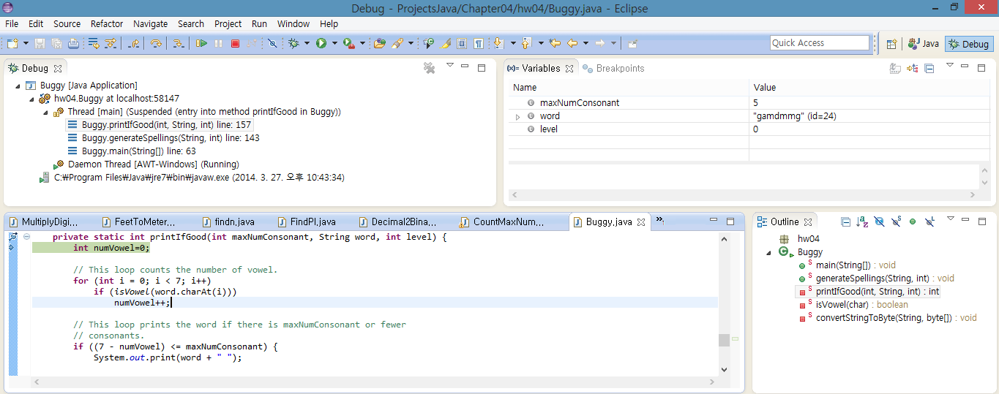 Debug - ProjectsJava/Chapter04/hw04/Buggy.java - Eclipse
File Edit Source Refactor Navigate Search Project Run Window Help
Quick Access
Java
Debug
Debug
Buggy [Java Application]
hw04.Buggy at localhost:58147
Thread [main] (Suspended (entry into method printIfGood in Buggy))
Buggy.printIfGood(int, String, int) line: 157
Buggy.generateSpellings(String, int) line: 143
Buggy.main(String[]) line: 63
Daemon Thread [AWT-Windows] (Running)
C:₩Program Files₩Java₩jre7₩bin₩javaw.exe (2014. 3. 27. 오후 10:43:34)
(x)= Variables Breakpoints
Name Value
maxNumConsonant 5
word "gamdmmg" (id=24)
level 0
MultiplyDigi... FeetToMeter... findn.java FindPI.java Decimal2Bina... CountMaxNum... Buggy.java »₁
private static int printIfGood(int maxNumConsonant, String word, int level) {
int numVowel=0;
// This loop counts the number of vowel.
for (int i = 0; i < 7; i++)
if (isVowel(word.charAt(i)))
numVowel++;
// This loop prints the word if there is maxNumConsonant or fewer
// consonants.
if ((7 - numVowel) <= maxNumConsonant) {
System.out.print(word + " ");
Outline
hw04
Buggy
main(String[]) : void
generateSpellings(String, int) : void
printIfGood(int, String, int) : int
isVowel(char) : boolean
convertStringToByte(String, byte[]) : void